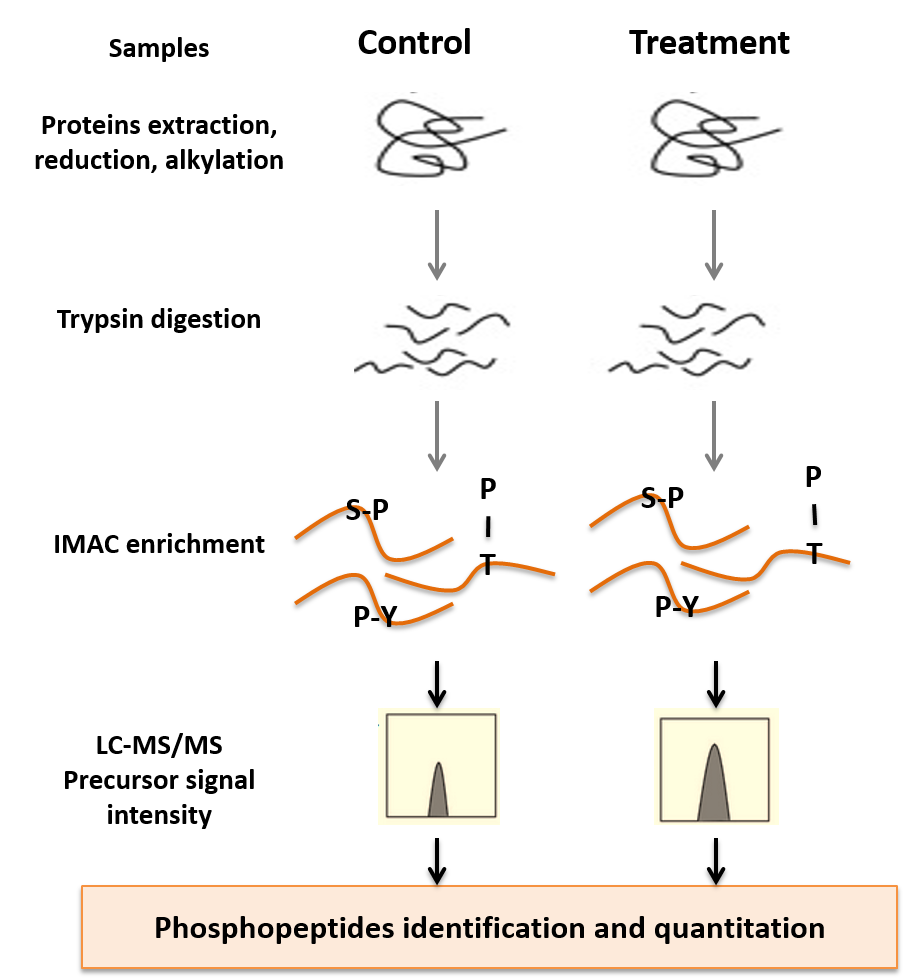 Samples
Control
Treatment
Proteins extraction,
reduction, alkylation
Trypsin digestion
IMAC enrichment
S-P
P
T
P-Y
S-P
P
T
P-Y
LC-MS/MS
Precursor signal
intensity
Phosphopeptides identification and quantitation